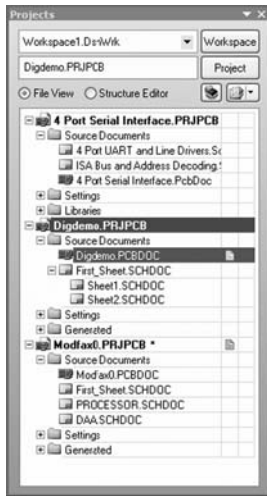 Projects
Workspace1.DsnWrk Workspace
Digdemo.PRJPCB Project
File View Structure Editor
4 Port Serial Interface.PRJPCB
Source Documents
4 Port UART and Line Drivers.Sc
ISA Bus and Address Decoding.
4 Port Serial Interface.PcbDoc
Settings
Libraries
Digdemo.PRJPCB
Source Documents
Digdemo.PCBDOC
First_Sheet.SCHDOC
Sheet1.SCHDOC
Sheet2.SCHDOC
Settings
Generated
Modfax0.PRJPCB *
Source Documents
Modfax0.PCBDOC
First_Sheet.SCHDOC
PROCESSOR.SCHDOC
DAA.SCHDOC
Settings
Generated